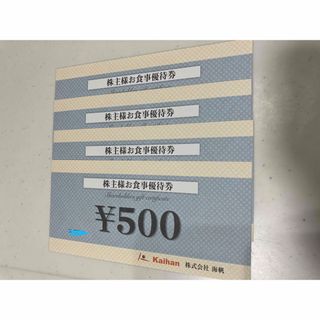 株主様お食事優待券
株主様お食事優待券
株主様お食事優待券
株主様お食事優待券
Shareholders gift certificate
¥500
Kaihan 株式会社 海帆